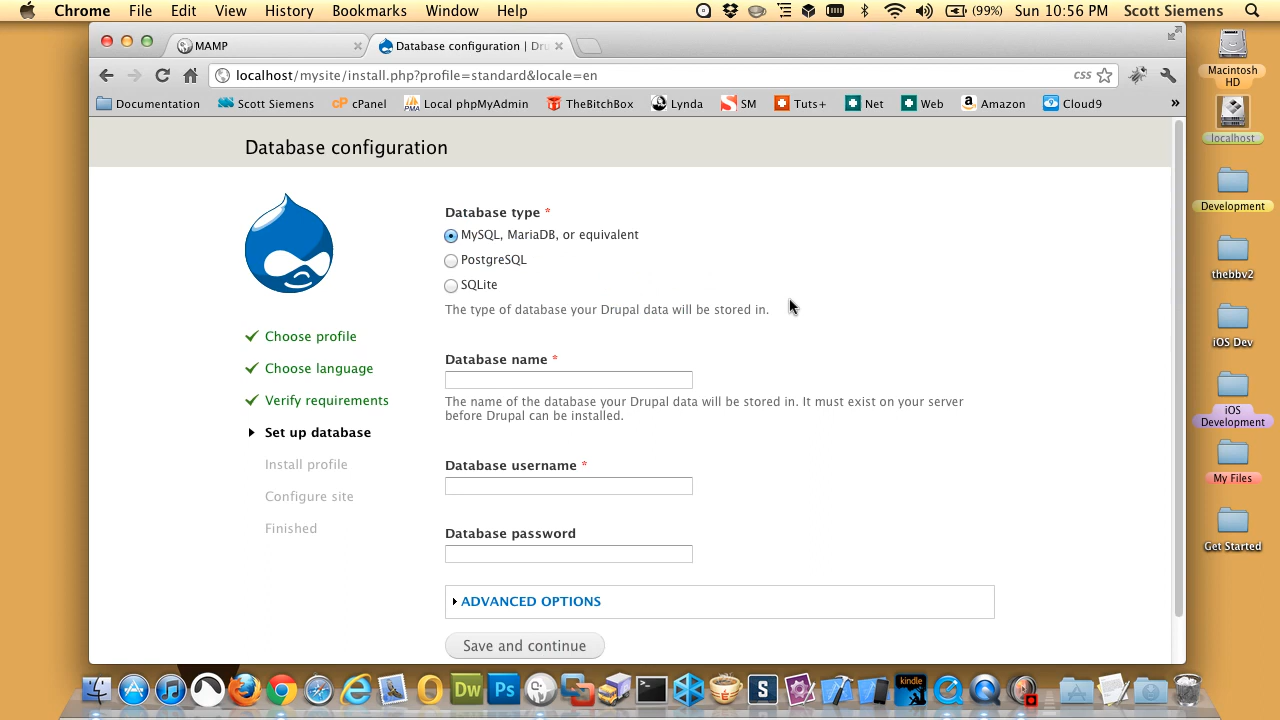 Chrome File Edit View History Bookmarks Window Help (99%) Sun 10:56 PM Scott Siemens
MAMP
Database configuration | Dru
localhost/mysite/install.php?profile=standard&locale=en
css
Documentation Scott Siemens cPanel Local phpMyAdmin TheBitchBox Lynda SM Tuts+ Net Web Amazon Cloud9 »
Database configuration
Database type *
MySQL, MariaDB, or equivalent
PostgreSQL
SQLite
The type of database your Drupal data will be stored in.
Database name *
The name of the database your Drupal data will be stored in. It must exist on your server
before Drupal can be installed.
Database username *
Database password
ADVANCED OPTIONS
Save and continue
Choose profile
Choose language
Verify requirements
Set up database
Install profile
Configure site
Finished
Macintosh
HD
localhost
Development
thebbv2
iOS Dev
iOS
Development
My Files
Get Started
Dw
Ps
S
kindle